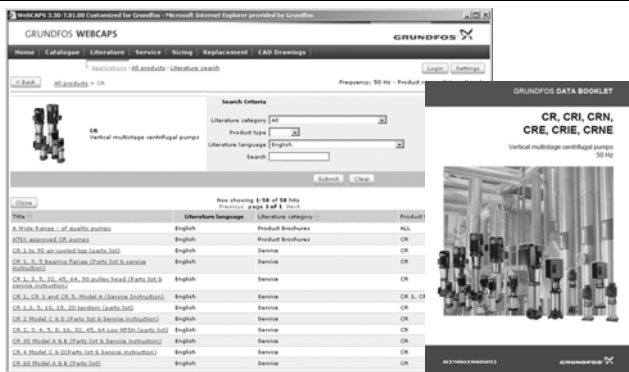 WebCAPS 3.30-7.81.08 Customized for Grundfos - Microsoft Internet Explorer provided by Grundfos
GRUNDFOS WEBCAPS
GRUNDFOS
Home Catalogue Literature Service Sizing Replacement CAD Drawings
Applications All products Literature search
Login Settings
< Back All products > CR
Frequency: 50 Hz - Product
Search Criteria
CR
Vertical multistage centrifugal pumps
Literature category All
Product type
Literature language English
Search
Submit Clear
Close
Now showing 1-58 of 58 hits
Previous page 1 of 1 Next
Title Literature language Literature category Product
A Wide Range - of quality pumps English Product Brochures ALL
ATEX approved CR pumps English Product Brochures CR
CR 1 to 90 air-cooled top (parts list) English Service CR
CR 1, 3, 5 Bearing flange (Parts list & service instruction) English Service CR
CR 1, 3, 5, 32, 45, 64, 90 pulley head (Parts list & service instruction) English Service CR
CR 1, CR 3 and CR 5, Model A (Service Instruction) English Service CR 1, CR
CR 1,3, 5, 10, 15, 20 tandem (parts list) English Service CR
CR 2 Model C & D (Parts list & Service instruction) English Service CR
CR 2, 3, 4, 5, 8, 16, 32, 45, 64 Low NPSH (parts list) English Service CR
CR 30 Model A & B (Parts list & Service instruction) English Service CR
CR 4 Model C & D(Parts list & Service instruction) English Service CR
CR 60 Model A & B (Parts list) English Service CR
GRUNDFOS DATA BOOKLET
CR, CRI, CRN,
CRE, CRIE, CRNE
Vertical multistage centrifugal pumps
50 Hz
BE > THINK > INNOVATE >
GRUNDFOS